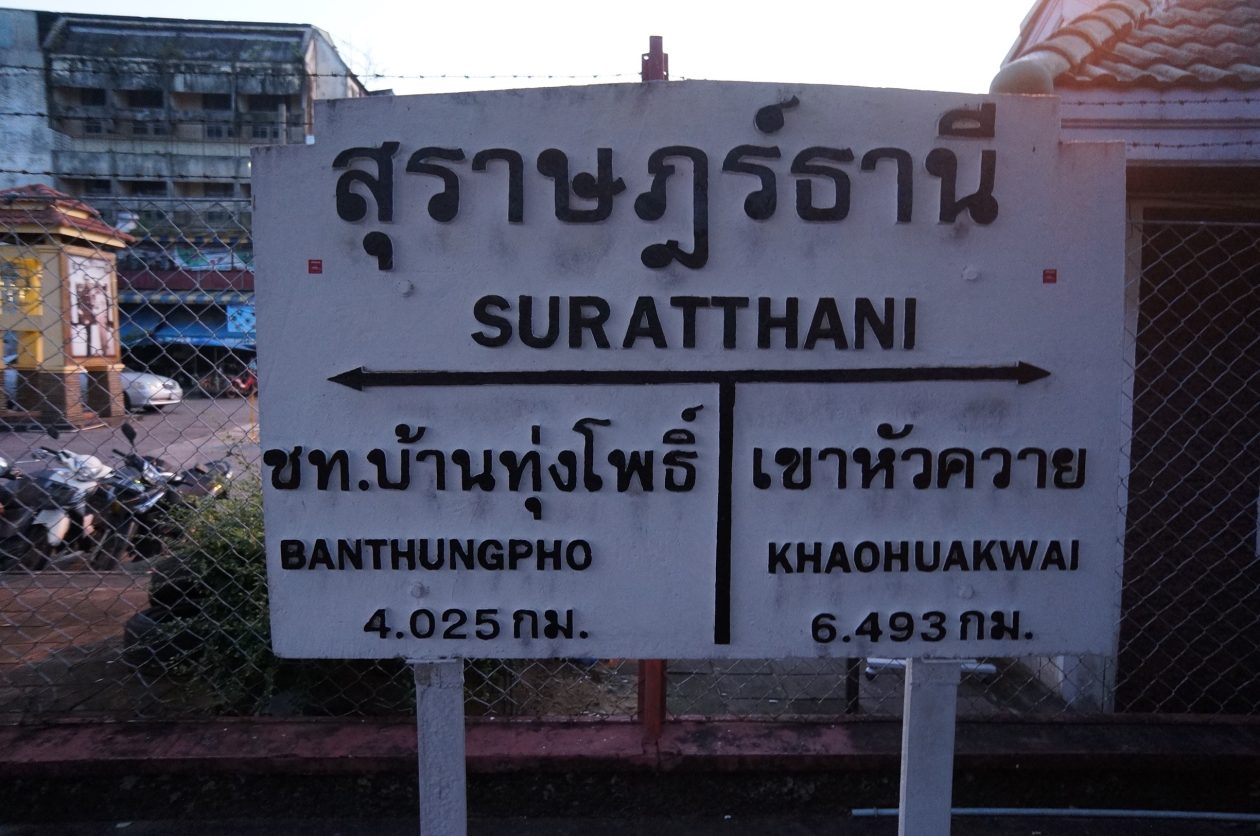 สุราษฎร์ธานี
SURATTHANI
ชท.บ้านทุ่งโพธิ์
BANTHUNGPHO
4.025 กม.
เขาหัวควาย
KHAOHUAKWAI
6.493 กม.